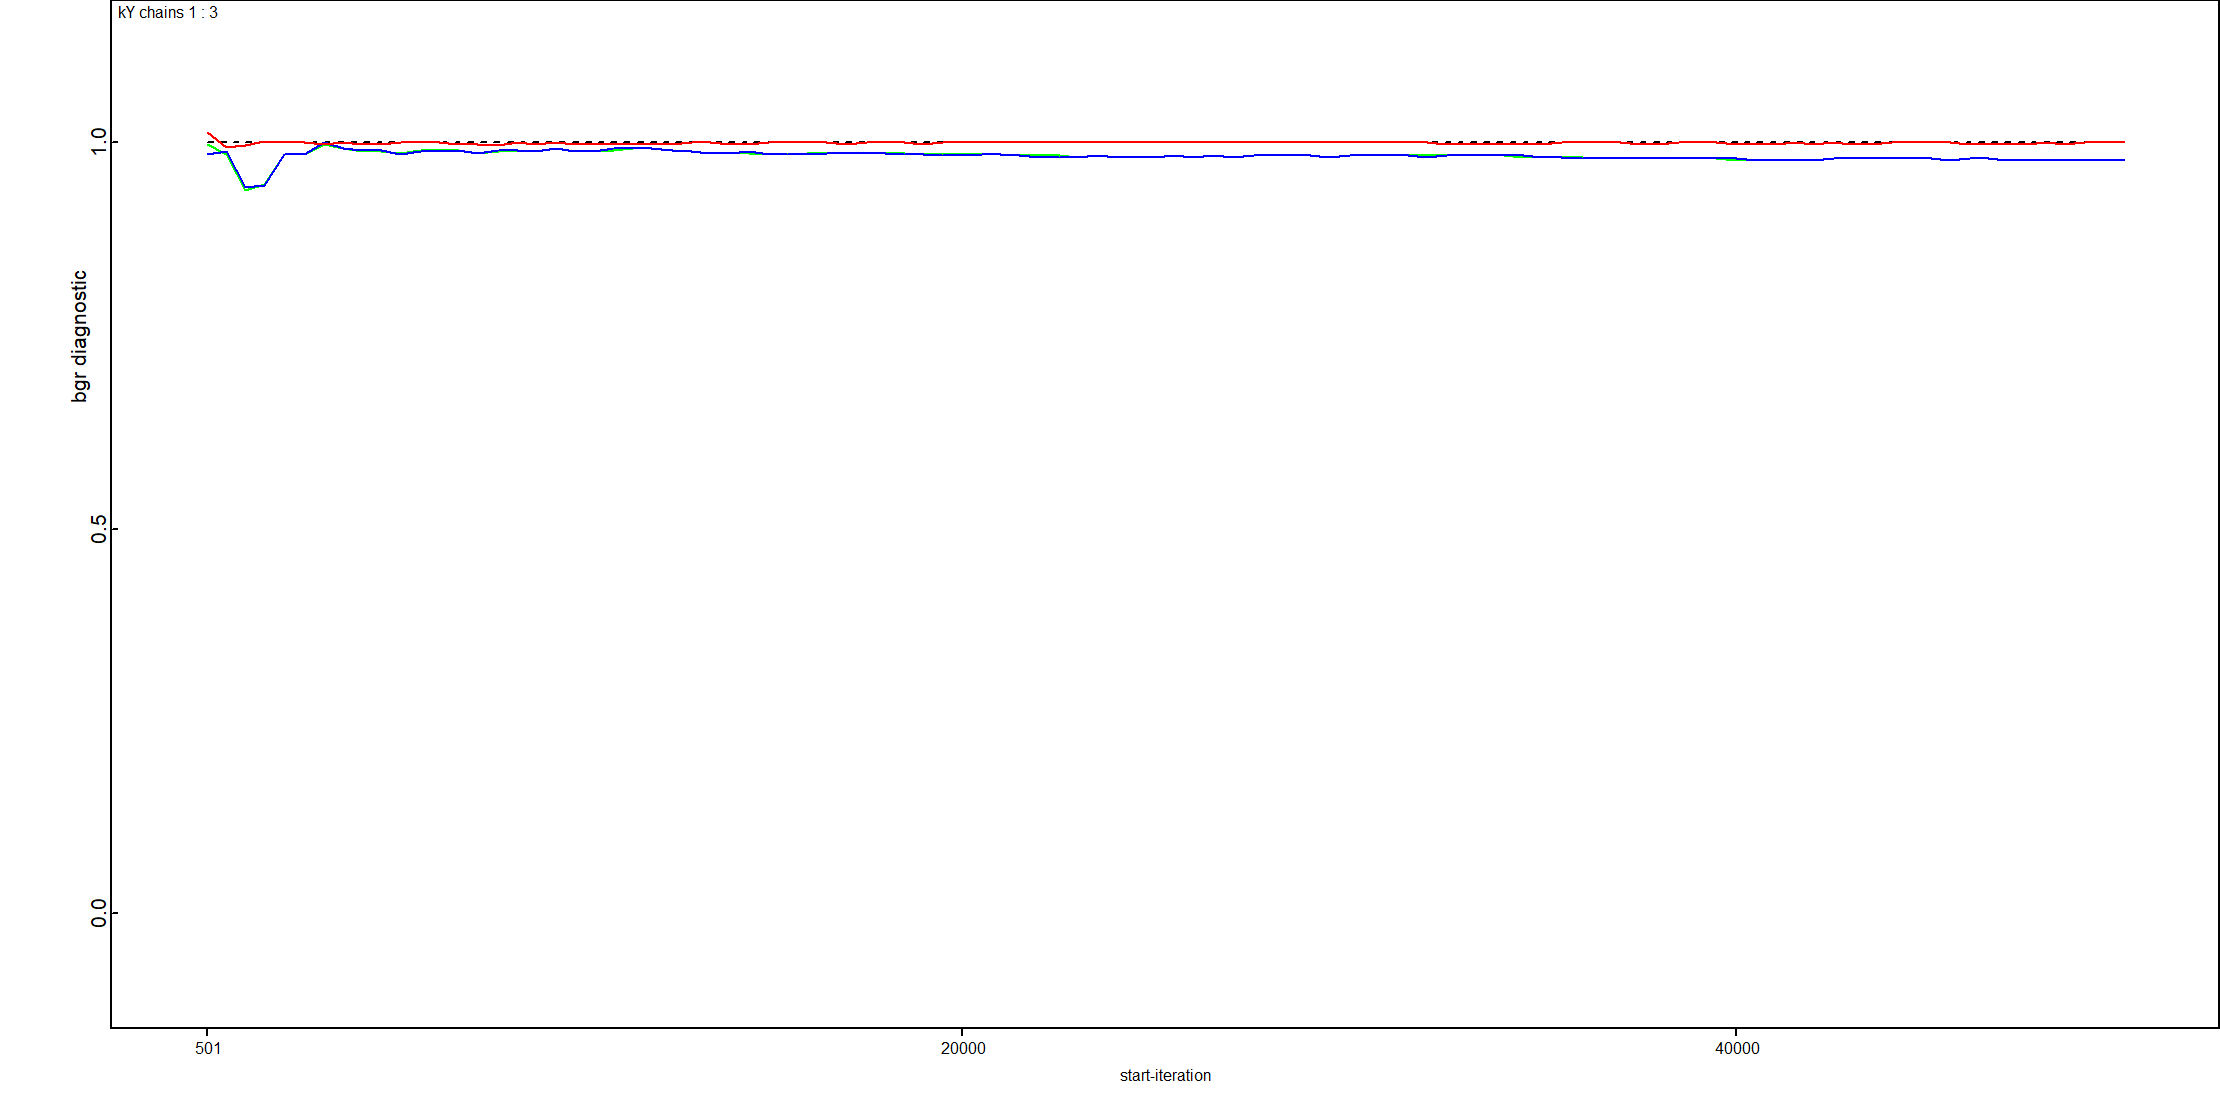 kY chains 1 : 3
bgr diagnostic
1.0
0.5
0.0
501
20000
40000
start-iteration